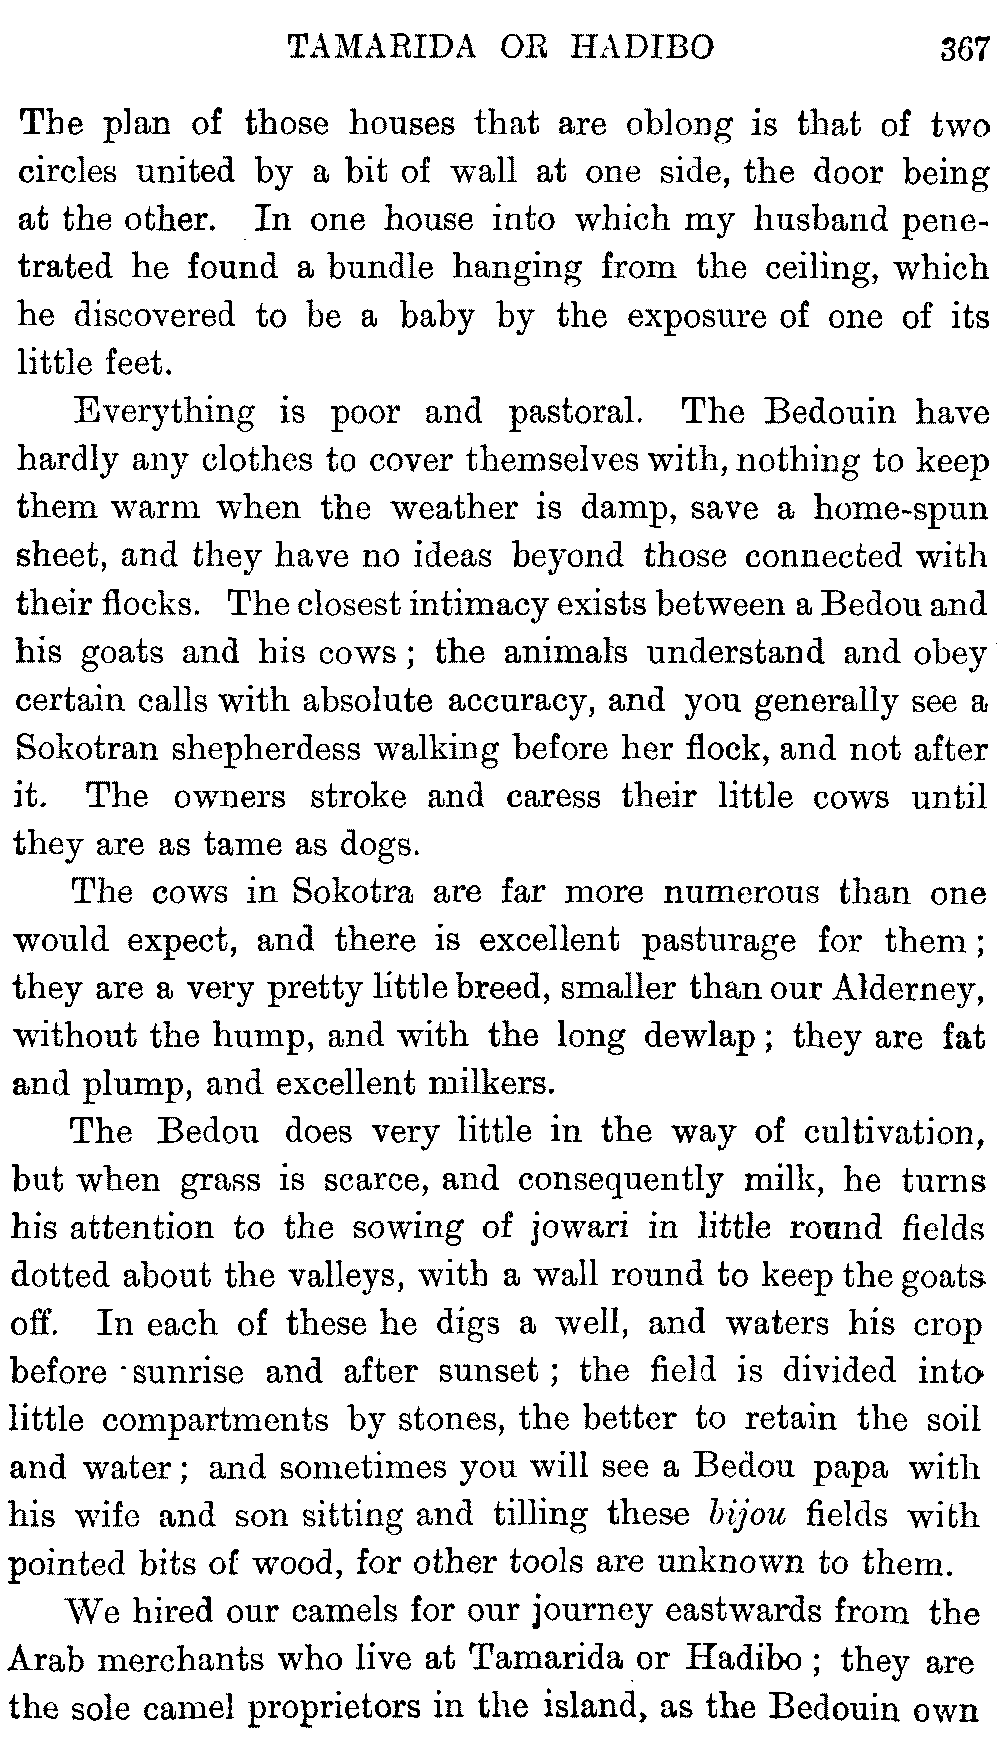 TAMARIDA OR HADIBO 367
The plan of those houses that are oblong is that of two
circles united by a bit of wall at one side, the door being
at the other. In one house into which my husband pene-
trated he found a bundle hanging from the ceiling, which
he discovered to be a baby by the exposure of one of its
little feet.
Everything is poor and pastoral. The Bedouin have
hardly any clothes to cover themselves with, nothing to keep
them warm when the weather is damp, save a home-spun
sheet, and they have no ideas beyond those connected with
their flocks. The closest intimacy exists between a Bedou and
his goats and his cows ; the animals understand and obey
certain calls with absolute accuracy, and you generally see a
Sokotran shepherdess walking before her flock, and not after
it. The owners stroke and caress their little cows until
they are as tame as dogs.
The cows in Sokotra are far more numerous than one
would expect, and there is excellent pasturage for them ;
they are a very pretty little breed, smaller than our Alderney,
without the hump, and with the long dewlap ; they are fat
and plump, and excellent milkers.
The Bedou does very little in the way of cultivation,
but when grass is scarce, and consequently milk, he turns
his attention to the sowing of jowari in little round fields
dotted about the valleys, with a wall round to keep the goats
off. In each of these he digs a well, and waters his crop
before sunrise and after sunset ; the field is divided into
little compartments by stones, the better to retain the soil
and water ; and sometimes you will see a Bedou papa with
his wife and son sitting and tilling these bijou fields with
pointed bits of wood, for other tools are unknown to them.
We hired our camels for our journey eastwards from the
Arab merchants who live at Tamarida or Hadibo ; they are
the sole camel proprietors in the island, as the Bedouin own